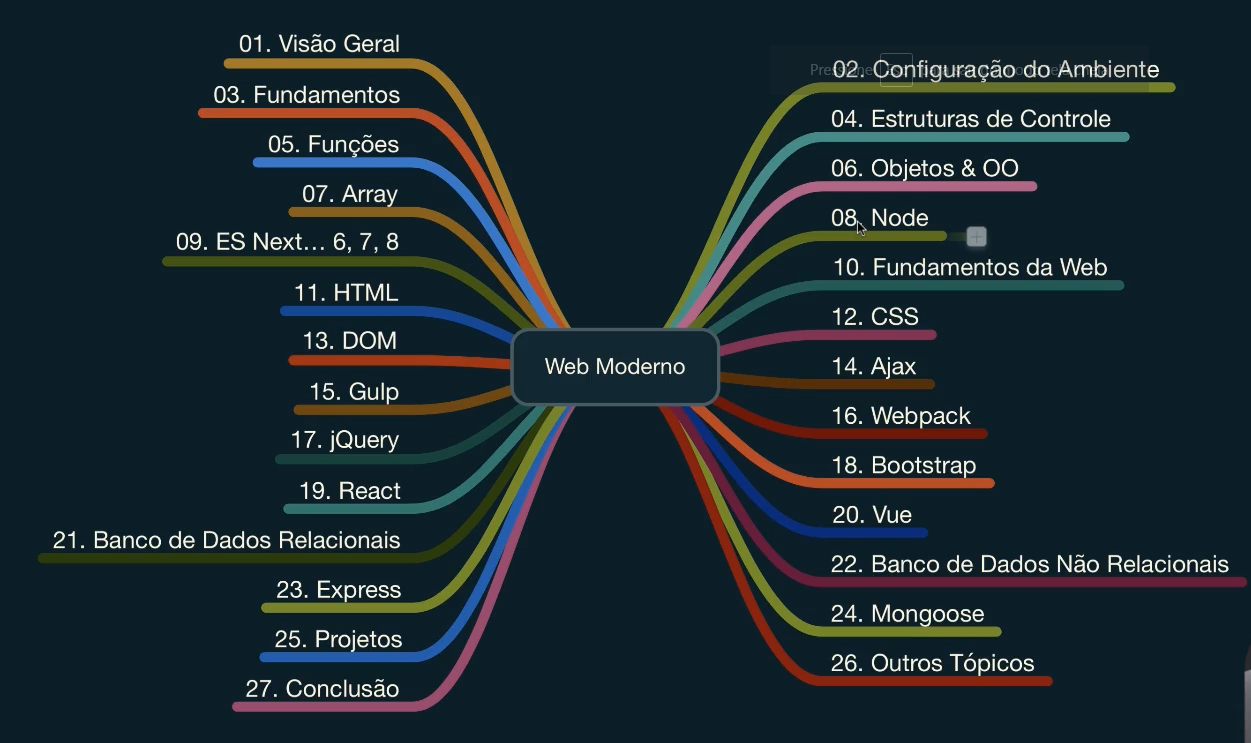 01. Visão Geral
03. Fundamentos
05. Funções
07. Array
09. ES Next... 6, 7, 8
11. HTML
13. DOM
15. Gulp
17. jQuery
19. React
21. Banco de Dados Relacionais
23. Express
25. Projetos
27. Conclusão
Web Moderno
02. Configuração do Ambiente
04. Estruturas de Controle
06. Objetos & OO
08. Node
10. Fundamentos da Web
12. CSS
14. Ajax
16. Webpack
18. Bootstrap
20. Vue
22. Banco de Dados Não Relacionais
24. Mongoose
26. Outros Tópicos